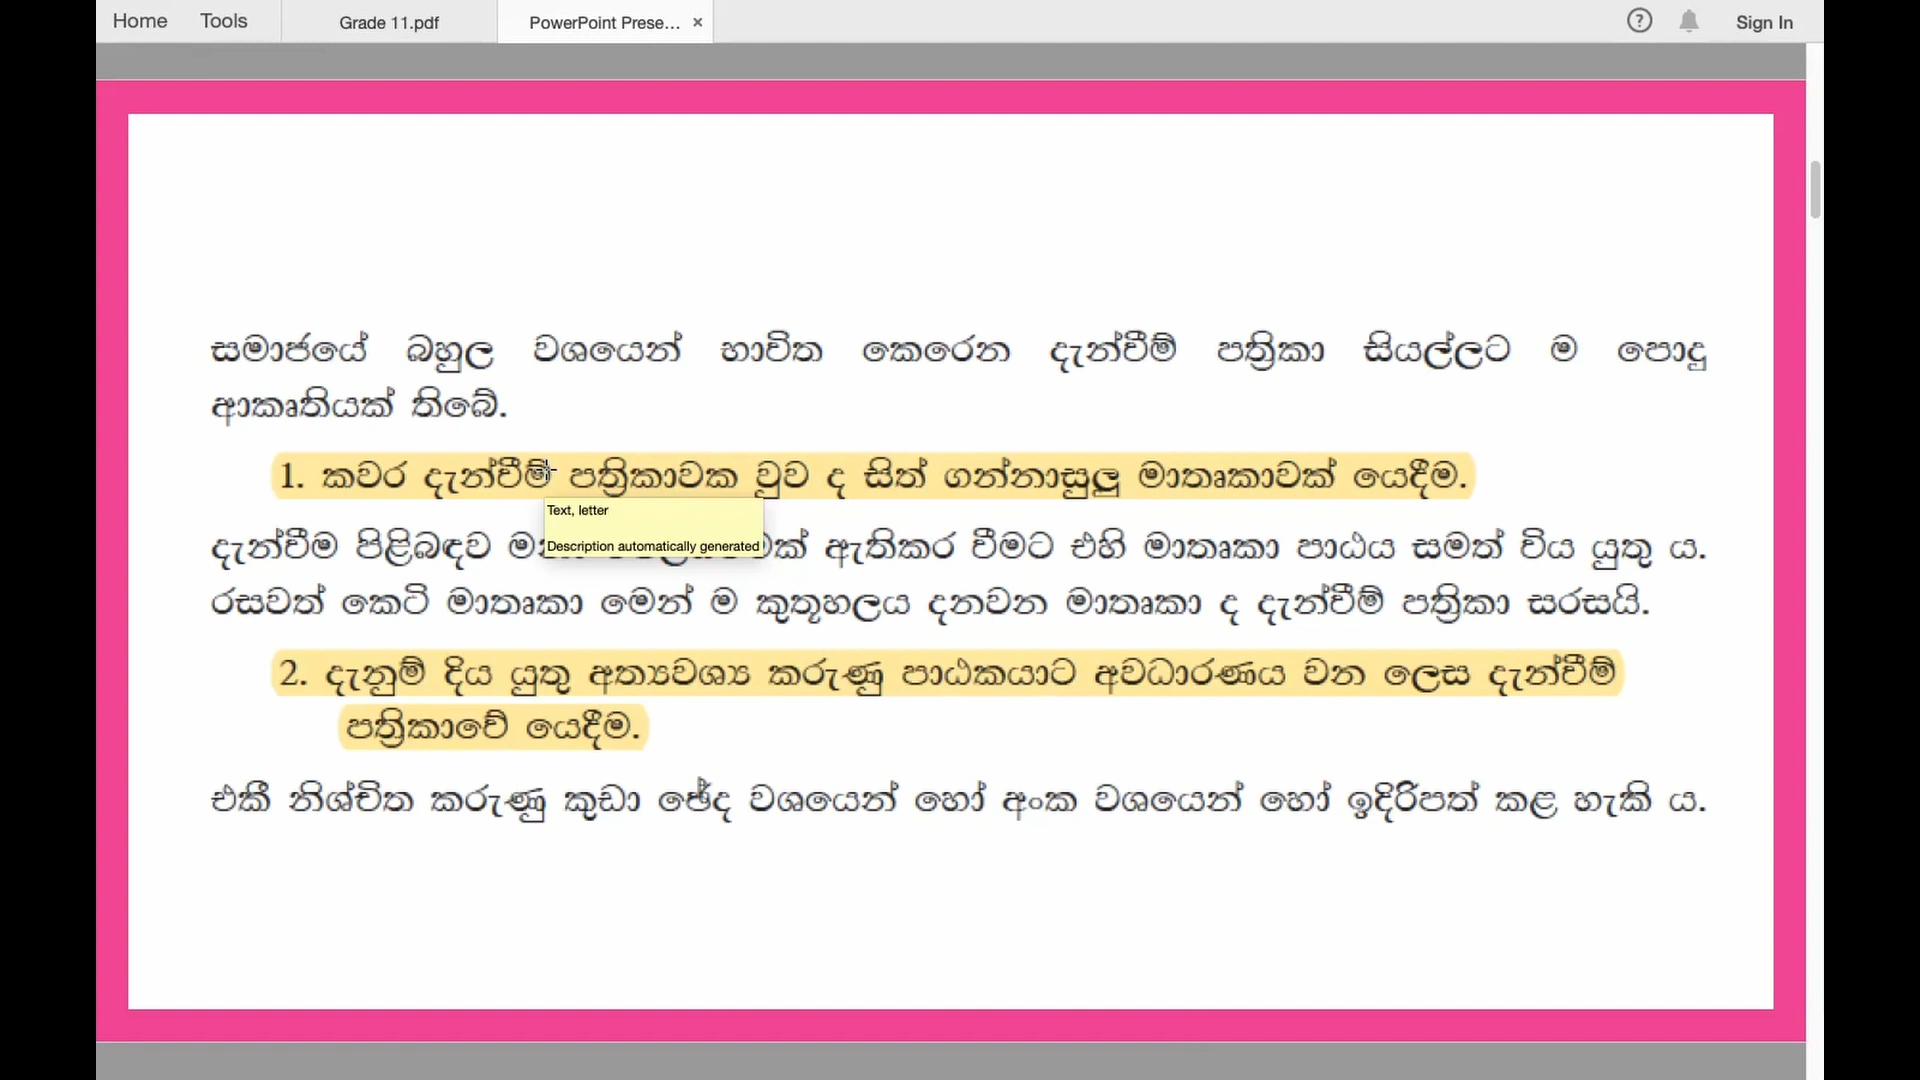 Home Tools Grade 11.pdf PowerPoint Prese... × ? Sign In
සමාජයේ බහුල වශයෙන් භාවිත කෙරෙන දැන්වීම් පත්‍රිකා සියල්ලට ම පොදු
ආකෘතියක් තිබේ.
1. කවර දැන්වීම් පත්‍රිකාවක වුව ද සිත් ගන්නාසුලු මාතෘකාවක් යෙදීම.
Text, letter
Description automatically generated
දැන්වීම පිළිබඳව ඇතිකර වීමට එහි මාතෘකා පාඨය සමත් විය යුතු ය.
රසවත් කෙටි මාතෘකා මෙන් ම කුතූහලය දනවන මාතෘකා ද දැන්වීම් පත්‍රිකා සරසයි.
2. දැනුම් දිය යුතු අත්‍යවශ්‍ය කරුණු පාඨකයාට අවධාරණය වන ලෙස දැන්වීම්
පත්‍රිකාවේ යෙදීම.
එකී නිශ්චිත කරුණු කුඩා ඡේද වශයෙන් හෝ අංක වශයෙන් හෝ ඉදිරිපත් කළ හැකි ය.